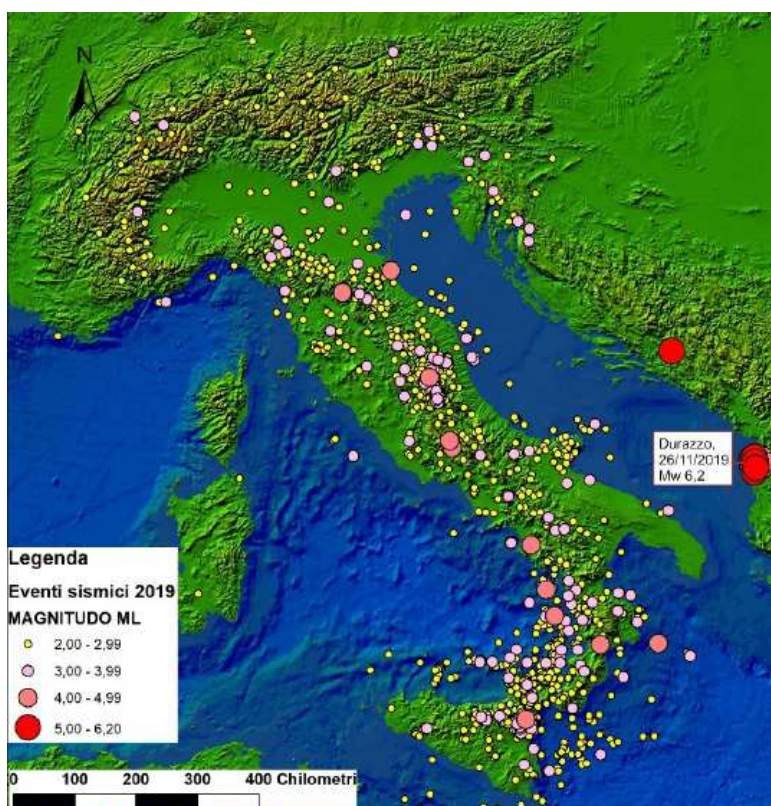 N
Durazzo,
26/11/2019
Mw 6,2
Legenda
Eventi sismici 2019
MAGNITUDO ML
2,00 - 2,99
3,00 - 3,99
4,00 - 4,99
5,00 - 6,20
0 100 200 300 400 Chilometri